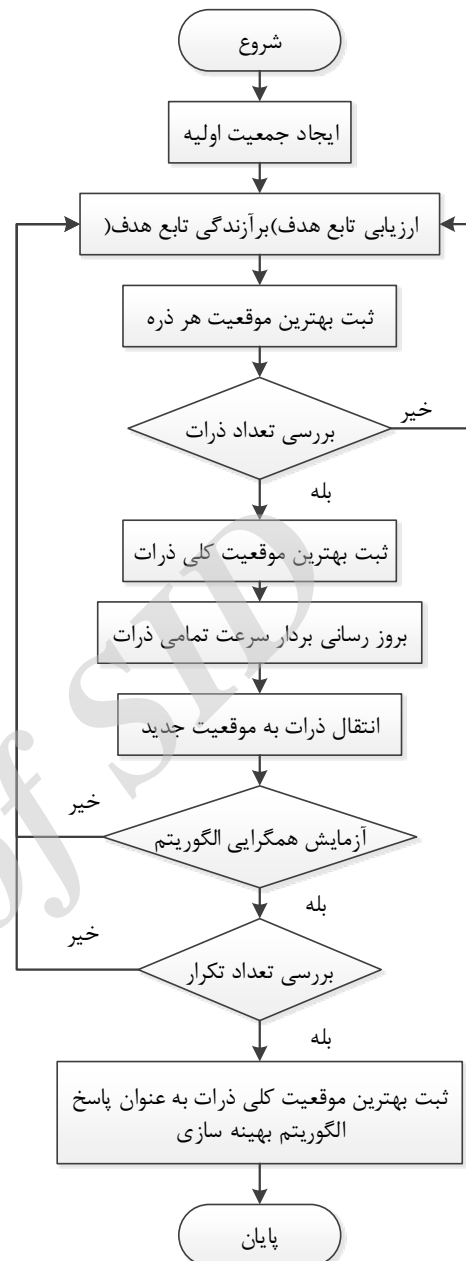 شروع
ایجاد جمعیت اولیه
ارزیابی تابع هدف)برآزندگی تابع هدف(
ثبت بهترین موقعیت هر ذره
بررسی تعداد ذرات
خیر
بله
ثبت بهترین موقعیت کلی ذرات
بروز رسانی بردار سرعت تمامی ذرات
انتقال ذرات به موقعیت جدید
آزمایش همگرایی الگوریتم
خیر
بله
بررسی تعداد تکرار
خیر
بله
ثبت بهترین موقعیت کلی ذرات به عنوان پاسخ
الگوریتم بهینه سازی
پایان
of SID